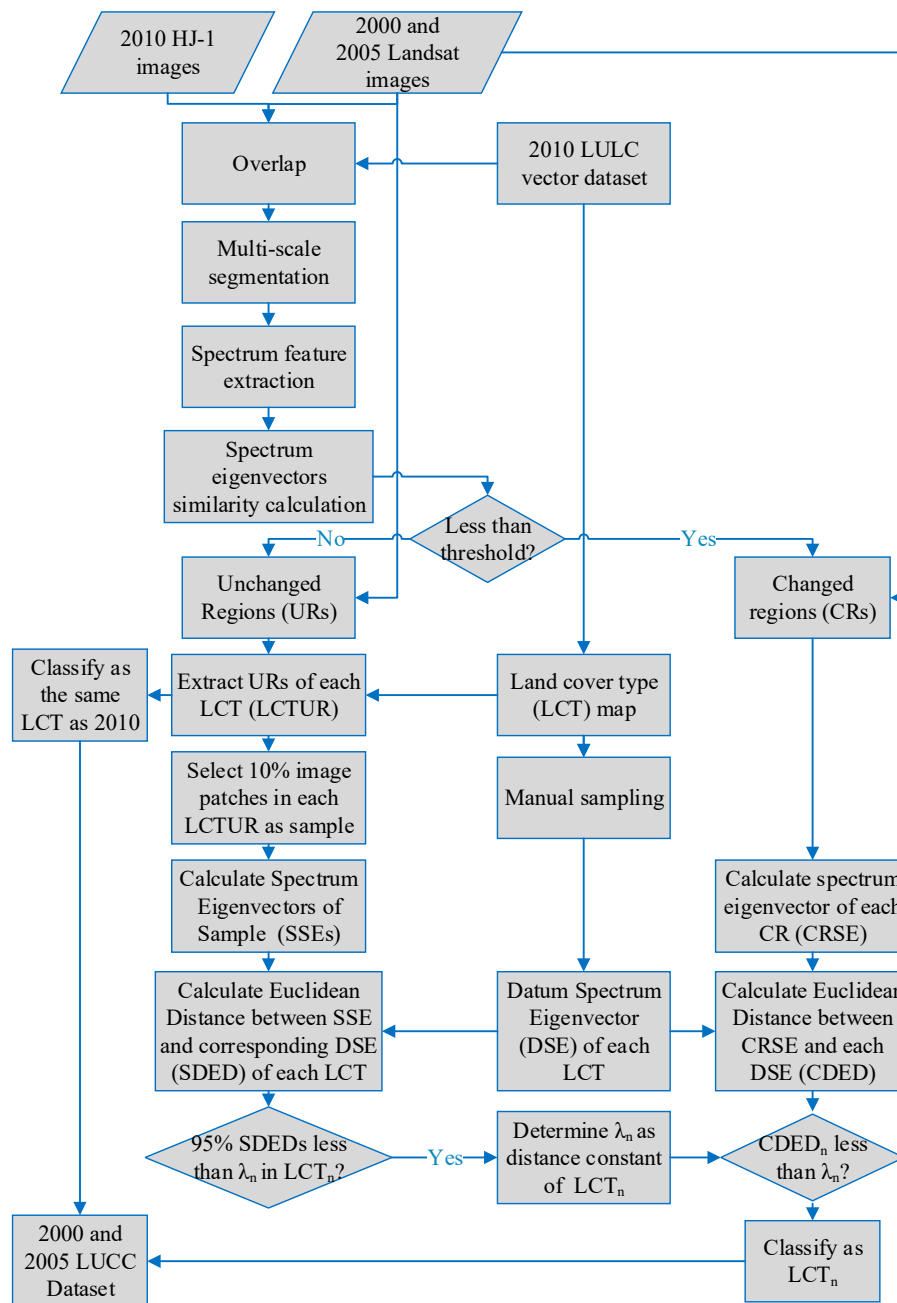 2010 HJ-1
images
2000 and
2005 Landsat
images
Overlap
2010 LULC
vector dataset
Multi-scale
segmentation
Spectrum feature
extraction
Spectrum
eigenvectors
similarity calculation
Less than
threshold?
No
Yes
Unchanged
Regions (URs)
Changed
regions (CRs)
Classify as
the same
LCT as 2010
Extract URs of each
LCT (LCTUR)
Land cover type
(LCT) map
Select 10% image
patches in each
LCTUR as sample
Manual sampling
Calculate Spectrum
Eigenvectors of
Sample (SSEs)
Calculate spectrum
eigenvector of each
CR (CRSE)
Calculate Euclidean
Distance between SSE
and corresponding DSE
(SDED) of each LCT
Datum Spectrum
Eigenvector
(DSE) of each
LCT
Calculate Euclidean
Distance between
CRSE and each
DSE (CDED)
95% SDEDs less
than λn in LCTn?
Yes
Determine λn as
distance constant
of LCTn
CDEDn less
than λn?
2000 and
2005 LUCC
Dataset
Classify as
LCTn